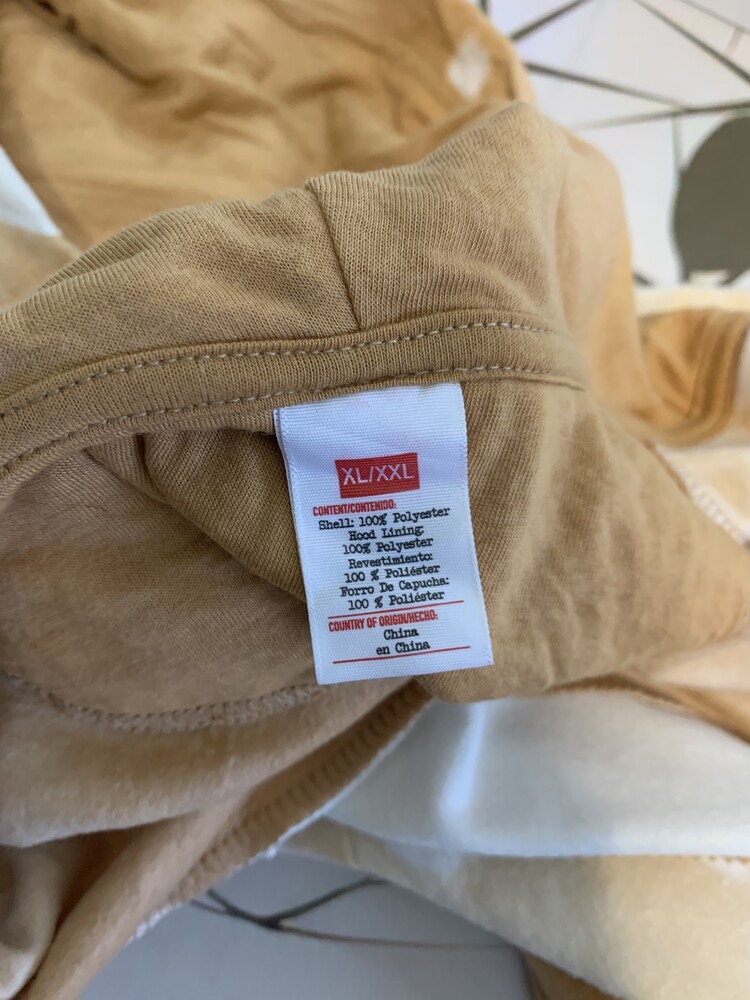 XL/XXL
CONTENT/CONTENIDO:
Shell: 100% Polyester
Hood Lining:
100% Polyester
Revestimiento:
100 % Poliéster
Forro De Capucha:
100 % Poliéster
COUNTRY OF ORIGIN/HECHO:
China
en China